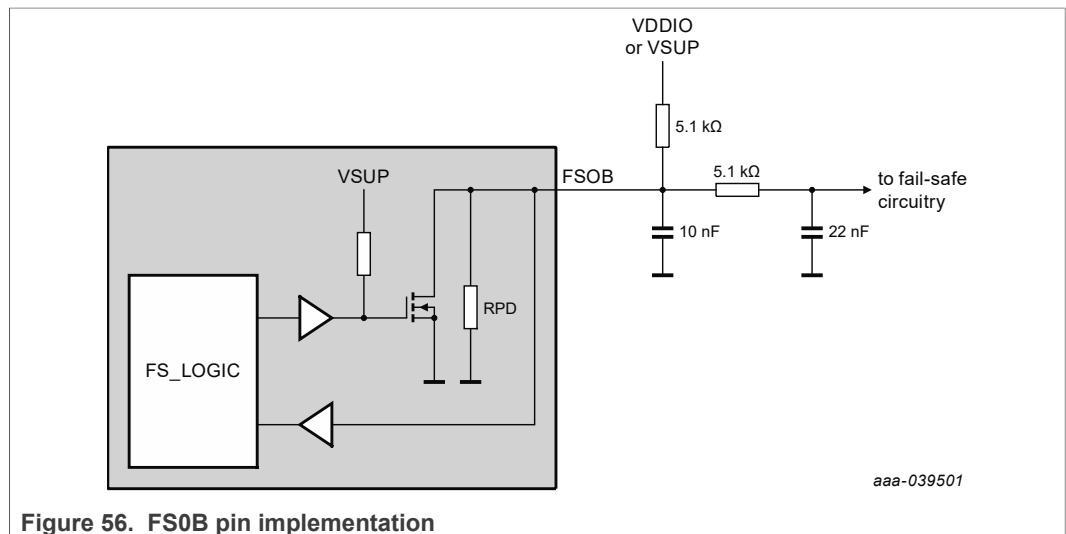 VDDIO
or VSUP
5.1 kΩ
VSUP
FSOB
5.1 kΩ
to fail-safe
circuitry
10 nF
22 nF
RPD
FS_LOGIC
aaa-039501
Figure 56. FS0B pin implementation